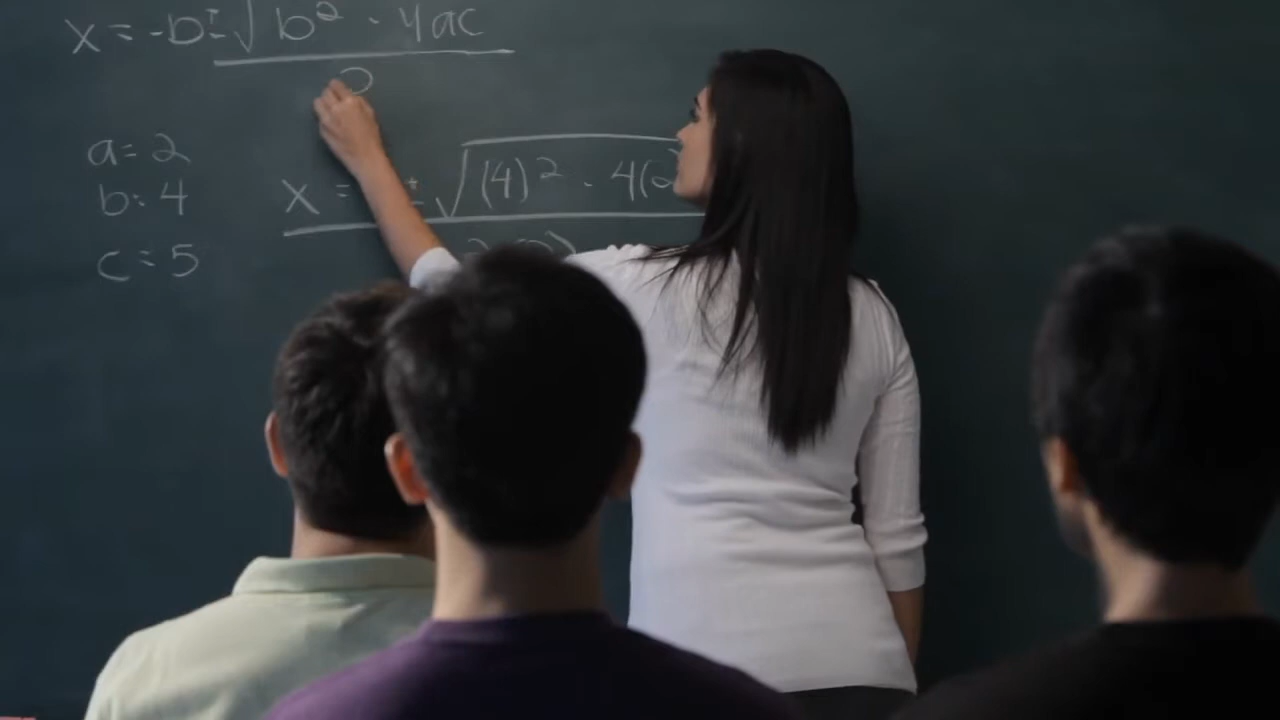 x = -b ± √ b² - 4ac
2
a = 2
b: 4
c = 5
x = ± √ (4)² - 4(2